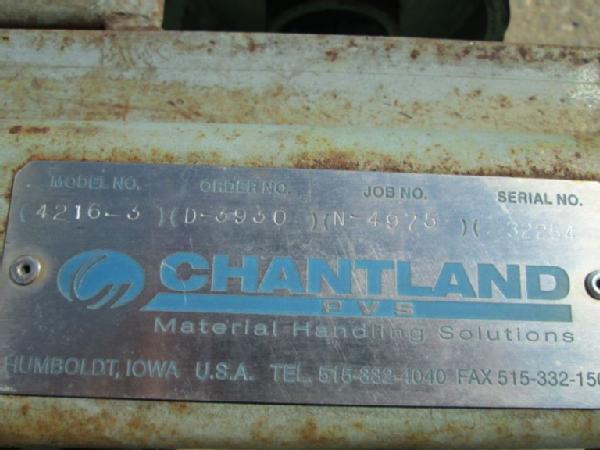 MODEL NO. ORDER NO. JOB NO. SERIAL NO.
(4216-3)(D-3930)(N-4975)( 32254
CHANTLAND
PVS
Material Handling Solutions
HUMBOLDT, IOWA U.S.A. TEL. 515-332-4040 FAX 515-332-150